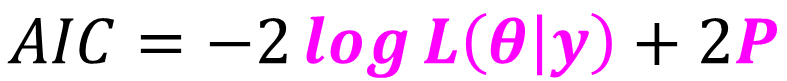 AIC = −2 log L(θ|y) + 2P